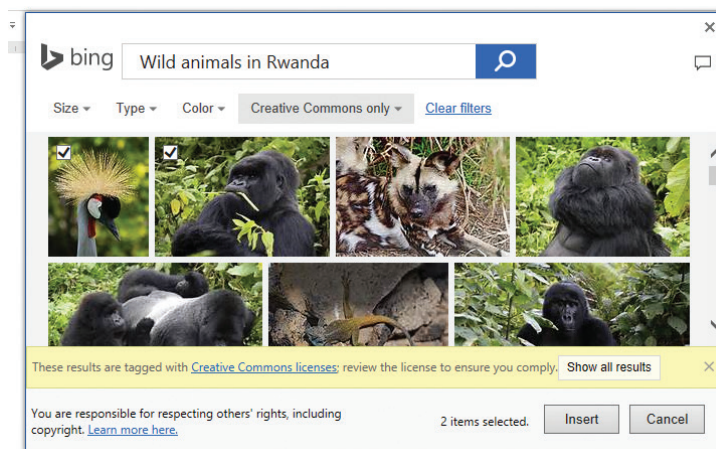 bing
Wild animals in Rwanda
Size Type Color Creative Commons only Clear filters
These results are tagged with Creative Commons licenses; review the license to ensure you comply. Show all results
You are responsible for respecting others' rights, including
copyright. Learn more here.
2 items selected. Insert Cancel